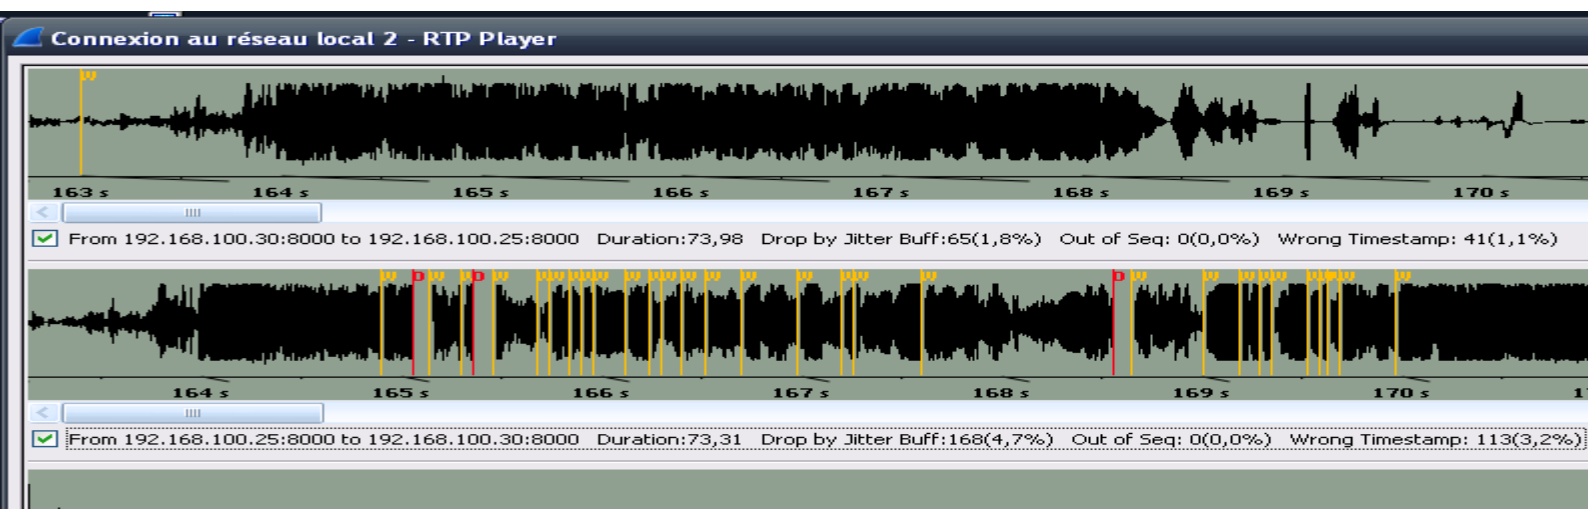 Connexion au réseau local 2 - RTP Player
W
163 s 164 s 165 s 166 s 167 s 168 s 169 s 170 s
From 192.168.100.30:8000 to 192.168.100.25:8000 Duration:73,98 Drop by Jitter Buff:65(1,8%) Out of Seq: 0(0,0%) Wrong Timestamp: 41(1,1%)
W D W W D W W W W W W W W W W W W W W W W D W W W W W W W W W W
164 s 165 s 166 s 167 s 168 s 169 s 170 s 1
From 192.168.100.25:8000 to 192.168.100.30:8000 Duration:73,31 Drop by Jitter Buff:168(4,7%) Out of Seq: 0(0,0%) Wrong Timestamp: 113(3,2%)